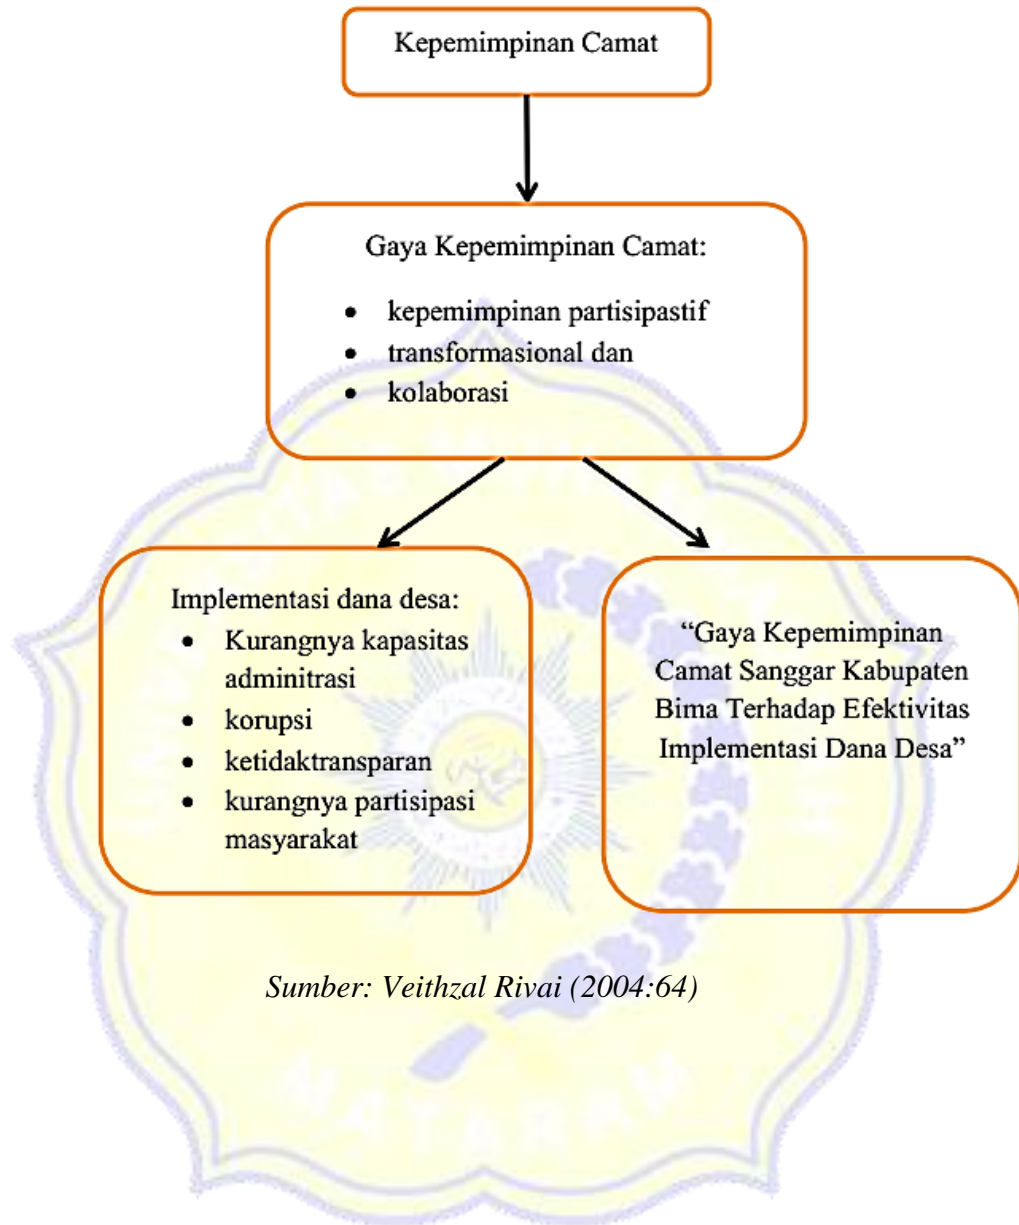 Kepemimpinan Camat
Gaya Kepemimpinan Camat:
• kepemimpinan partisipastif
• transformasional dan
• kolaborasi
Implementasi dana desa:
• Kurangnya kapasitas
adminitrasi
• korupsi
• ketidaktransparan
• kurangnya partisipasi
masyarakat
“Gaya Kepemimpinan
Camat Sanggar Kabupaten
Bima Terhadap Efektivitas
Implementasi Dana Desa”
Sumber: Veithzal Rivai (2004:64)
MATARAM